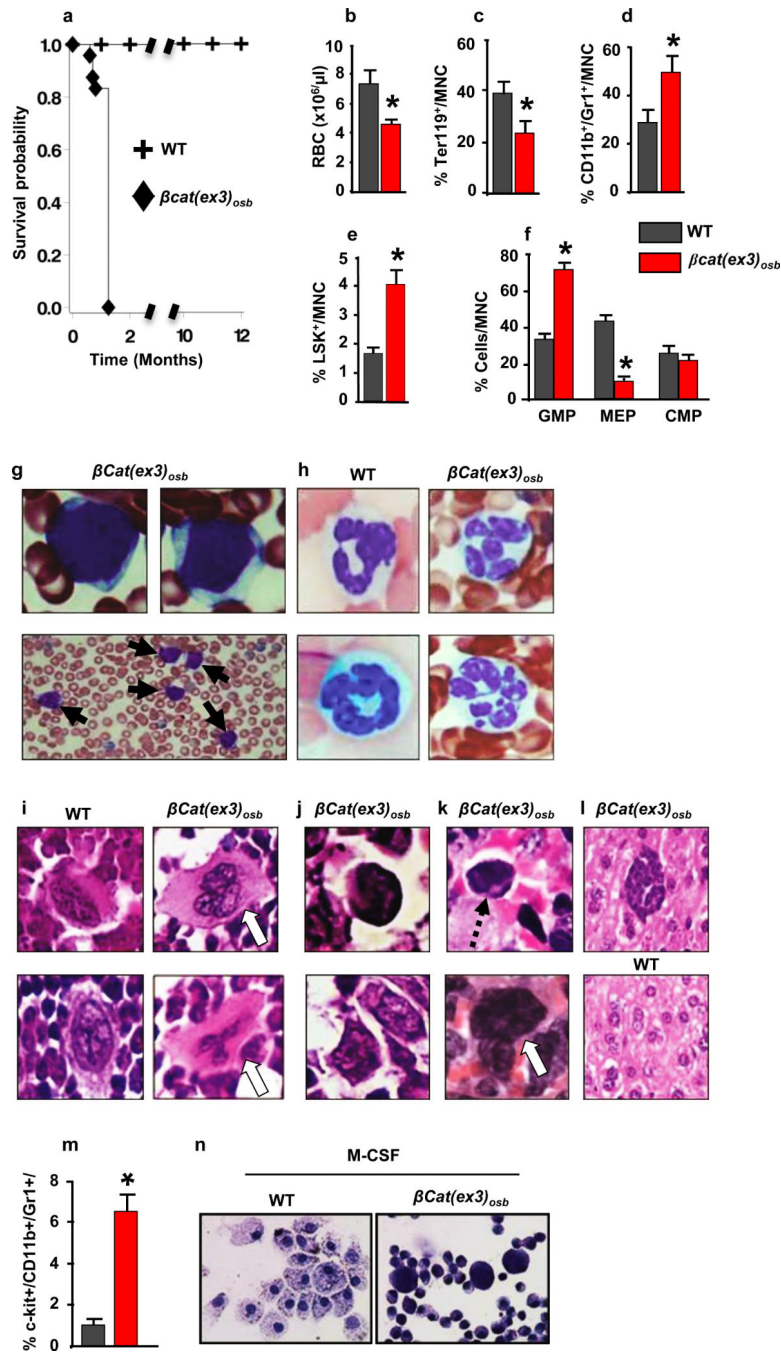 a
Survival probability
1.0
0.8
0.6
0.4
0.2
0.0
0 2 10 12
Time (Months)
WT
βcat(ex3)osb
b
RBC (x10⁶/µl)
10
8
6
4
2
0
*
c
% Ter119⁺/MNC
60
40
20
0
*
d
% CD11b⁺/Gr1⁺/MNC
60
40
20
0
*
e
% LSK⁺/MNC
5
4
3
2
1
0
*
WT
βcat(ex3)osb
f
% Cells/MNC
80
60
40
20
0
* *
GMP MEP CMP
g
βCat(ex3)osb
h
WT βCat(ex3)osb
i
WT βCat(ex3)osb
j
βCat(ex3)osb
k
βCat(ex3)osb
l
βCat(ex3)osb
WT
m
% c-kit+/CD11b+/Gr1+/
8
6
4
2
0
*
n
M-CSF
WT βCat(ex3)osb